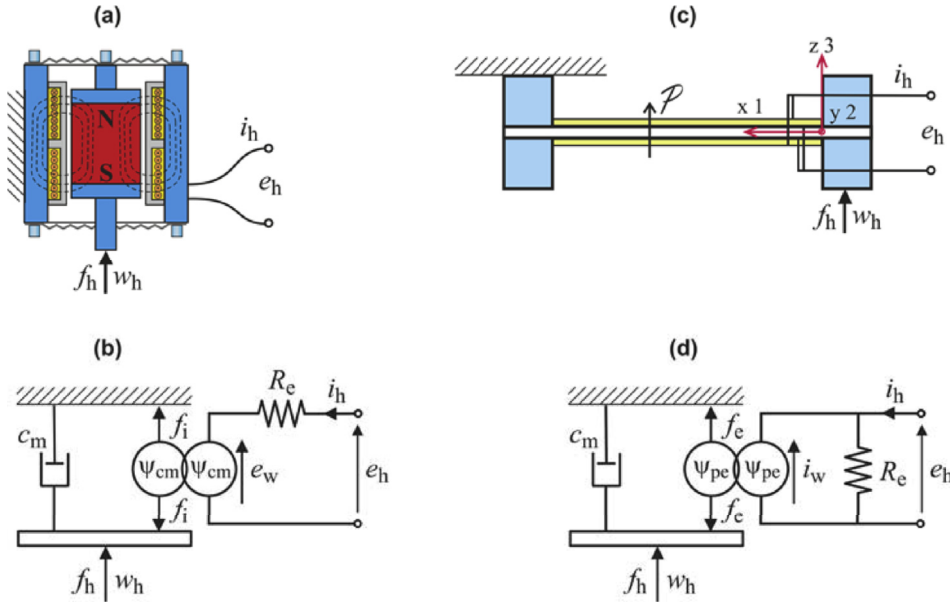 (a)
N
S
i_h
e_h
f_h w_h
(c)
z 3
𝒫
x 1
y 2
i_h
e_h
f_h w_h
(b)
R_e
i_h
f_i
c_m
ψ_cm ψ_cm
e_w
e_h
f_i
f_h w_h
(d)
i_h
f_e
c_m
ψ_pe ψ_pe
i_w
R_e
e_h
f_e
f_h w_h